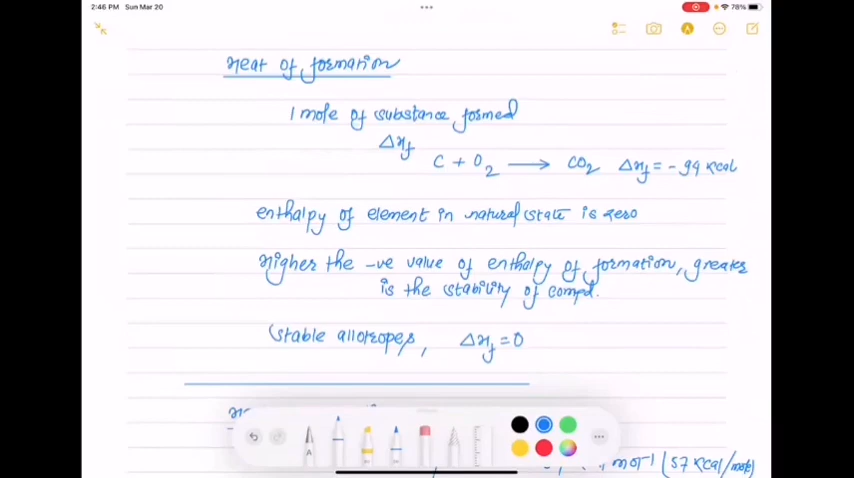 2:46 PM Sun Mar 20
78%
Heat of formation
1 mole of substance formed
ΔHf
C + O2 → CO2 ΔHf = -94 Kcal
enthalpy of element in natural state is zero
Higher the -ve value of enthalpy of formation, greater
is the stability of compd.
Stable allotropes, ΔHf = 0
A
mol-1 (57 Kcal/mole)